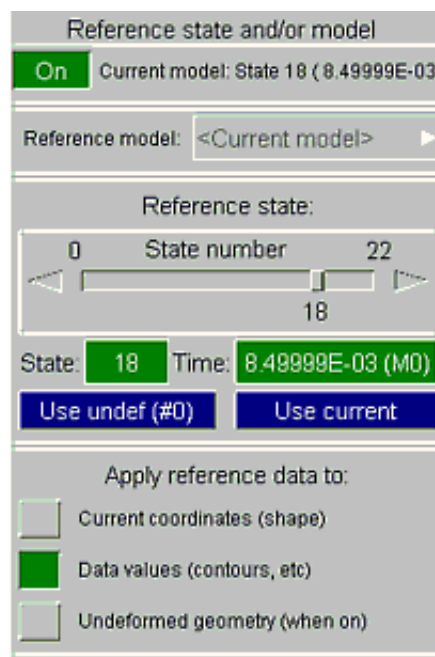 Reference state and/or model
On Current model: State 18 ( 8.49999E-03
Reference model: <Current model>
Reference state:
0 State number 22
18
State: 18 Time: 8.49999E-03 (M0)
Use undef (#0) Use current
Apply reference data to:
Current coordinates (shape)
Data values (contours, etc)
Undeformed geometry (when on)